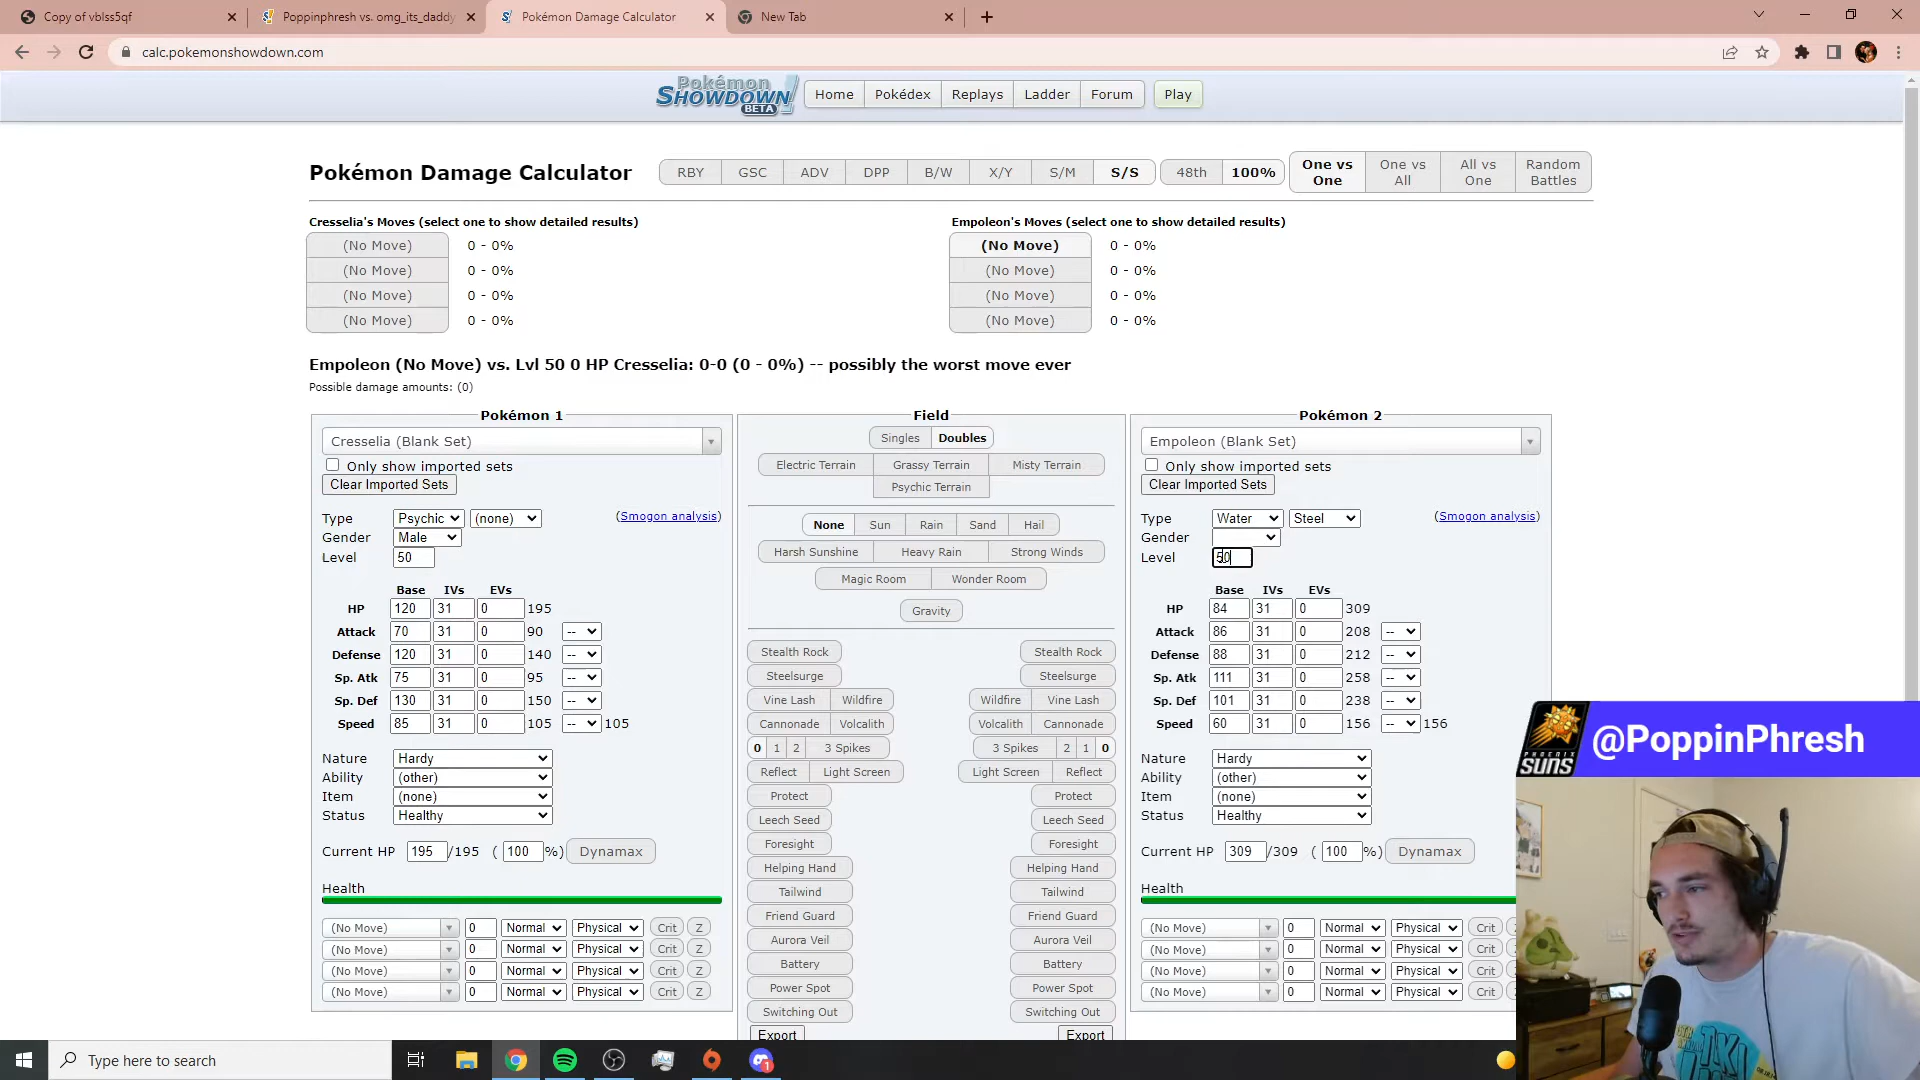 Copy of vblss5qf
Poppinphresh vs. omg_its_daddy
Pokémon Damage Calculator
New Tab
calc.pokemonshowdown.com
Pokémon SHOWDOWN! BETA
Home Pokédex Replays Ladder Forum Play
Pokémon Damage Calculator
RBY GSC ADV DPP B/W X/Y S/M S/S 48th 100% One vs One One vs All All vs One Random Battles
Cresselia's Moves (select one to show detailed results)
(No Move) 0 - 0%
(No Move) 0 - 0%
(No Move) 0 - 0%
(No Move) 0 - 0%
Empoleon's Moves (select one to show detailed results)
(No Move) 0 - 0%
(No Move) 0 - 0%
(No Move) 0 - 0%
(No Move) 0 - 0%
Empoleon (No Move) vs. Lvl 50 0 HP Cresselia: 0-0 (0 - 0%) -- possibly the worst move ever
Possible damage amounts: (0)
Pokémon 1
Cresselia (Blank Set)
Only show imported sets
Clear Imported Sets
Type Psychic (none) (Smogon analysis)
Gender Male
Level 50
Base IVs EVs
HP 120 31 0 195
Attack 70 31 0 90 --
Defense 120 31 0 140 --
Sp. Atk 75 31 0 95 --
Sp. Def 130 31 0 150 --
Speed 85 31 0 105 -- 105
Nature Hardy
Ability (other)
Item (none)
Status Healthy
Current HP 195 /195 ( 100 %) Dynamax
Health
(No Move) 0 Normal Physical Crit Z
(No Move) 0 Normal Physical Crit Z
(No Move) 0 Normal Physical Crit Z
(No Move) 0 Normal Physical Crit Z
Field
Singles Doubles
Electric Terrain Grassy Terrain Misty Terrain
Psychic Terrain
None Sun Rain Sand Hail
Harsh Sunshine Heavy Rain Strong Winds
Magic Room Wonder Room
Gravity
Stealth Rock Stealth Rock
Steelsurge Steelsurge
Vine Lash Wildfire Wildfire Vine Lash
Cannonade Volcalith Volcalith Cannonade
0 1 2 3 Spikes 3 Spikes 2 1 0
Reflect Light Screen Light Screen Reflect
Protect Protect
Leech Seed Leech Seed
Foresight Foresight
Helping Hand Helping Hand
Tailwind Tailwind
Friend Guard Friend Guard
Aurora Veil Aurora Veil
Battery Battery
Power Spot Power Spot
Switching Out Switching Out
Export Export
Pokémon 2
Empoleon (Blank Set)
Only show imported sets
Clear Imported Sets
Type Water Steel (Smogon analysis)
Gender
Level 50
Base IVs EVs
HP 84 31 0 309
Attack 86 31 0 208 --
Defense 88 31 0 212 --
Sp. Atk 111 31 0 258 --
Sp. Def 101 31 0 238 --
Speed 60 31 0 156 -- 156
Nature Hardy
Ability (other)
Item (none)
Status Healthy
Current HP 309 /309 ( 100 %) Dynamax
Health
(No Move) 0 Normal Physical Crit
(No Move) 0 Normal Physical Crit
(No Move) 0 Normal Physical Crit
(No Move) 0 Normal Physical Crit
PHOENIX SUNS
@PoppinPhresh
Type here to search